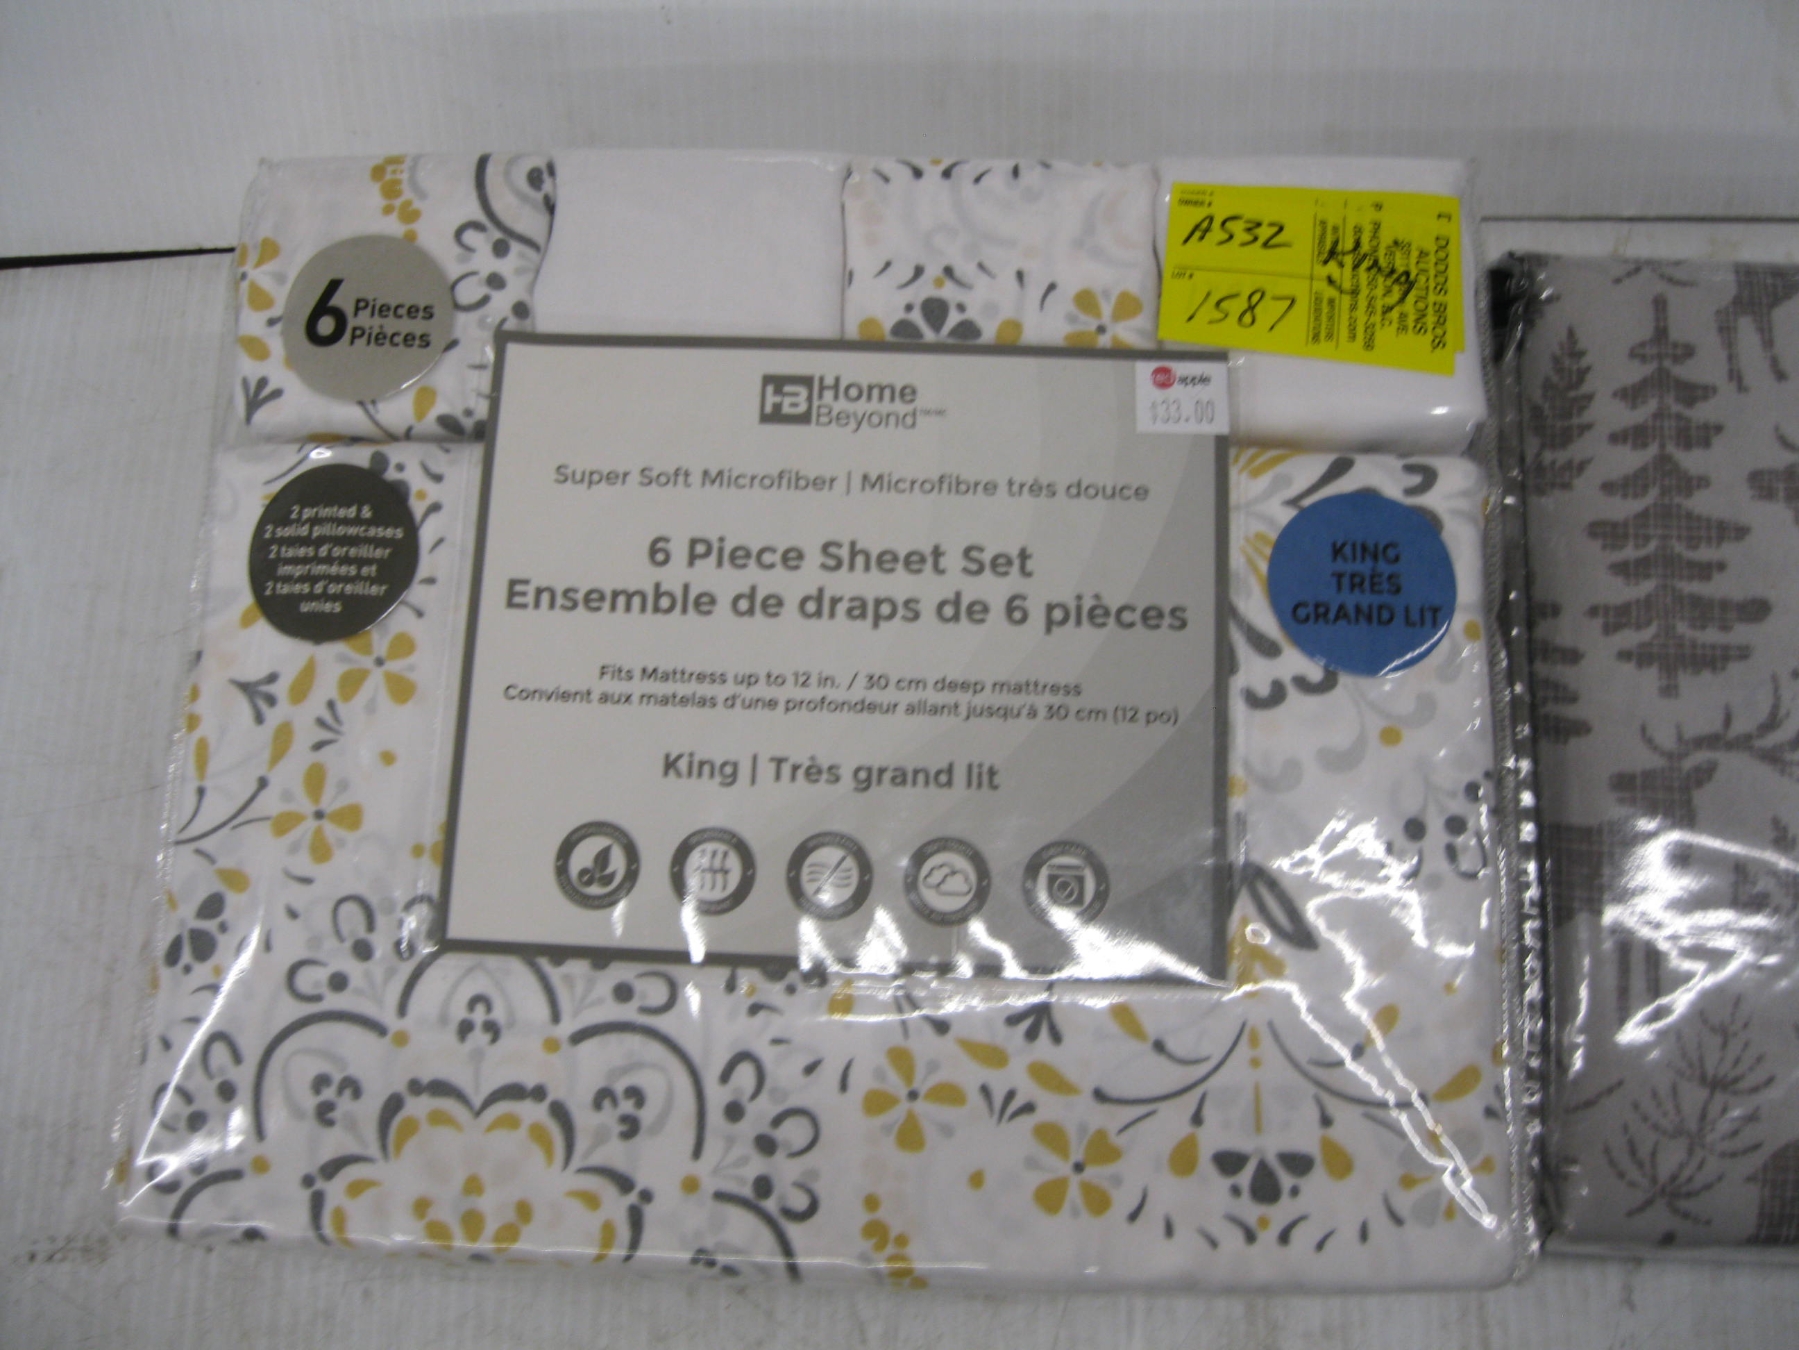 6 Pieces
Pièces
A532
LOT #
1587
DODDS BROS.
AUCTIONS
HB Home
Beyond
apple
$33.00
Super Soft Microfiber | Microfibre très douce
2 printed &
2 solid pillowcases
2 taies d'oreiller
imprimées et
2 taies d'oreiller
unies
6 Piece Sheet Set
Ensemble de draps de 6 pièces
KING
TRÈS
GRAND LIT
Fits Mattress up to 12 in. / 30 cm deep mattress
Convient aux matelas d'une profondeur allant jusqu'à 30 cm (12 po)
King | Très grand lit